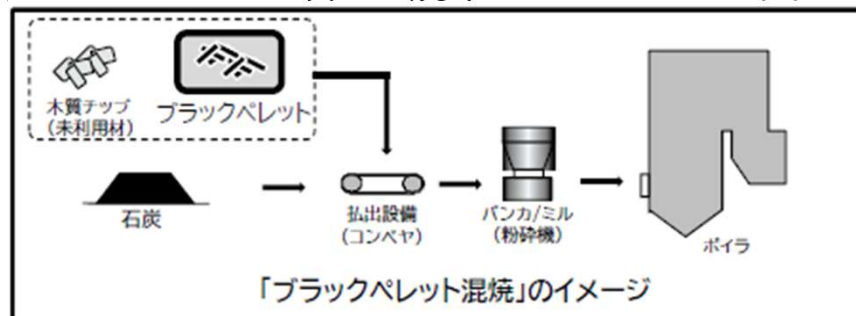 木質チップ
(未利用材)
ブラックペレット
石炭
払出設備
(コンベヤ)
バンカ/ミル
(粉砕機)
ボイラ
「ブラックペレット混焼」のイメージ